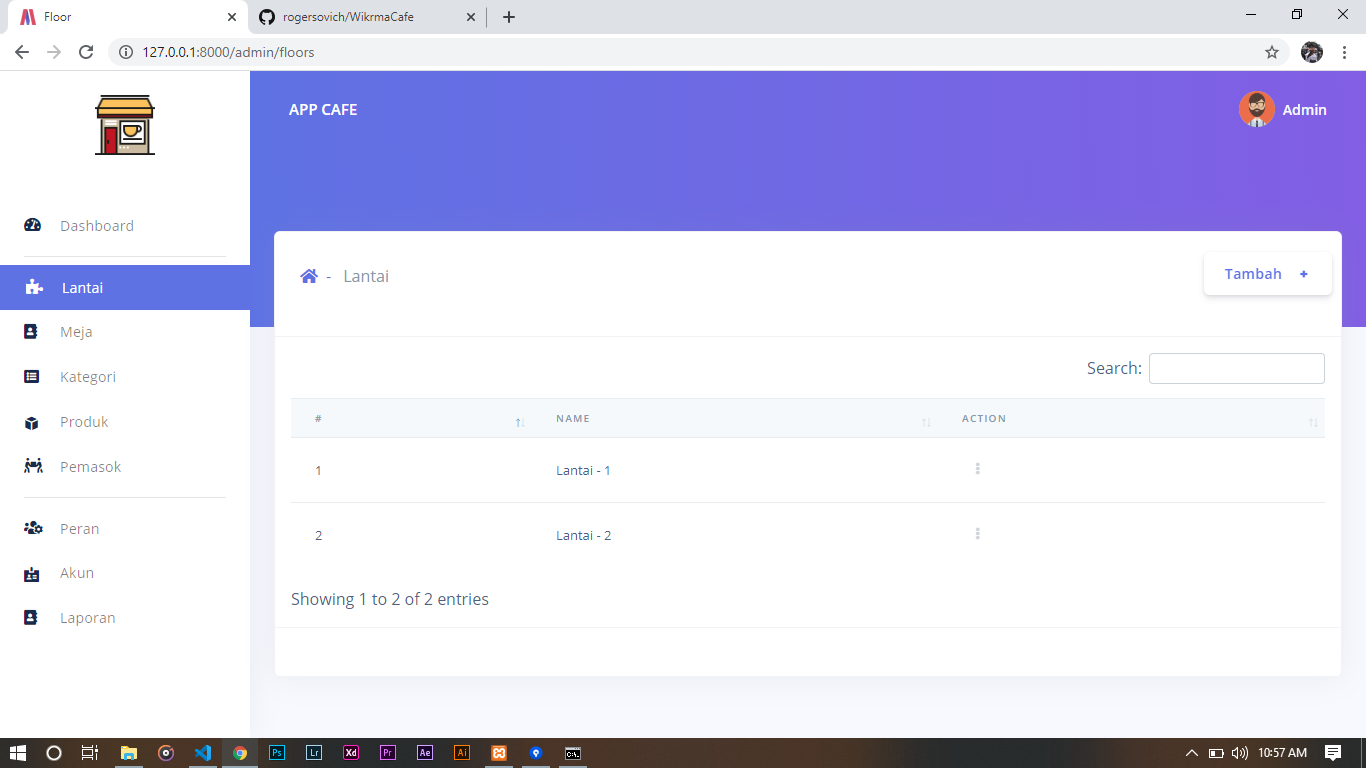 Floor
rogersovich/WikrmaCafe
127.0.0.1:8000/admin/floors
APP CAFE
Admin
Dashboard
Lantai
Meja
Kategori
Produk
Pemasok
Peran
Akun
Laporan
- Lantai
Tambah +
Search:
# NAME ACTION
1 Lantai - 1
2 Lantai - 2
Showing 1 to 2 of 2 entries
Ps Lr Xd Pr Ae Ai
10:57 AM